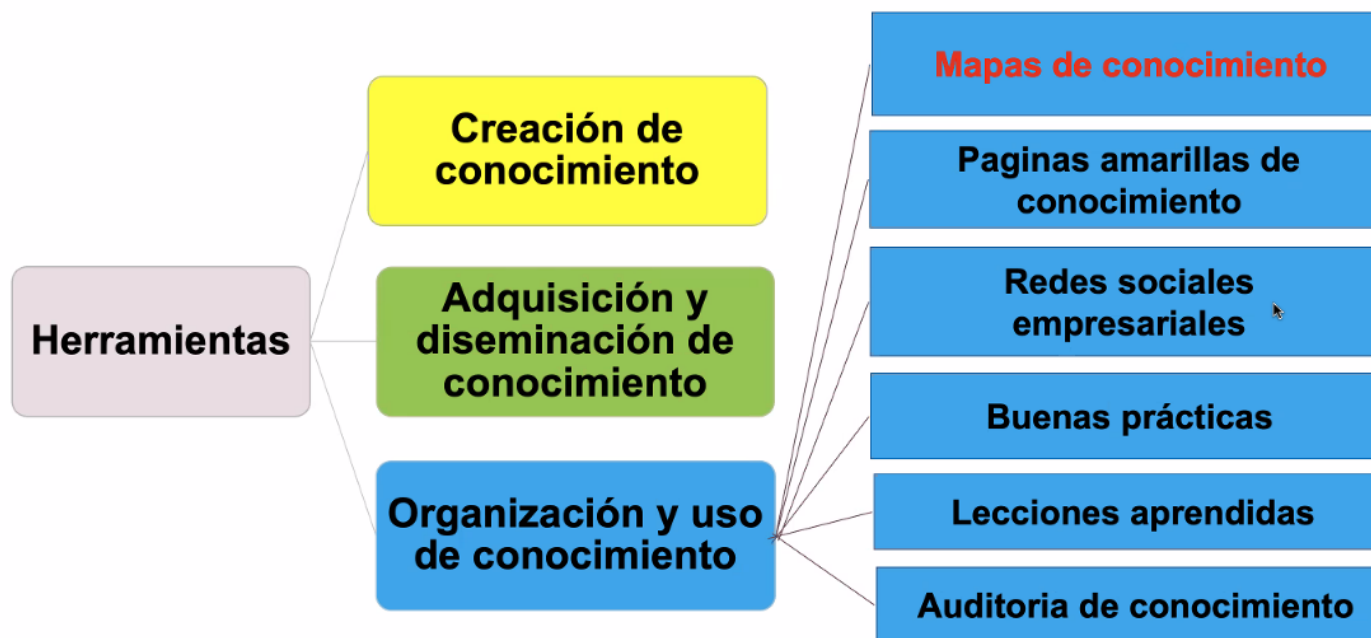 Herramientas
Creación de
conocimiento
Adquisición y
diseminación de
conocimiento
Organización y uso
de conocimiento
Mapas de conocimiento
Paginas amarillas de
conocimiento
Redes sociales
empresariales
Buenas prácticas
Lecciones aprendidas
Auditoria de conocimiento